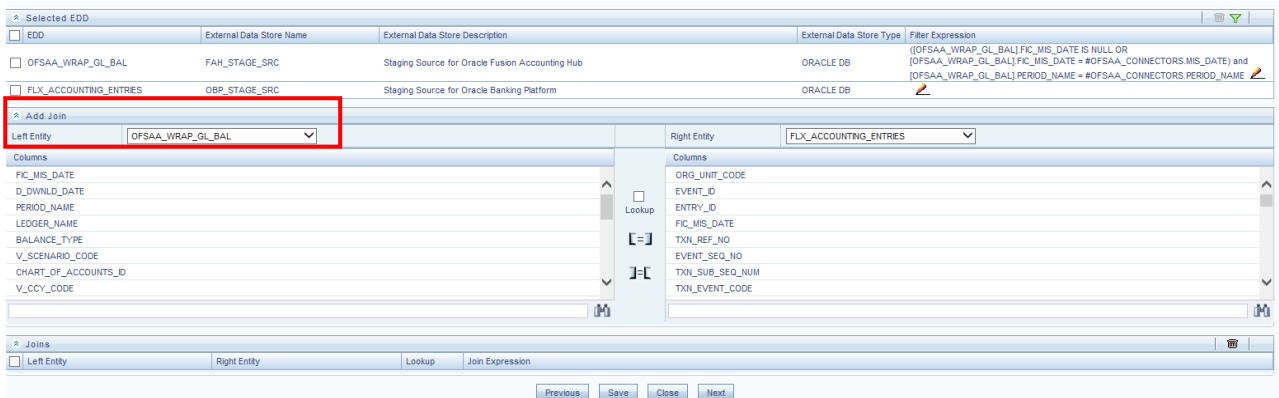 Selected EDD
EDD External Data Store Name External Data Store Description External Data Store Type Filter Expression
OFSAA_WRAP_GL_BAL FAH_STAGE_SRC Staging Source for Oracle Fusion Accounting Hub ORACLE DB ([OFSAA_WRAP_GL_BAL].FIC_MIS_DATE IS NULL OR
[OFSAA_WRAP_GL_BAL].FIC_MIS_DATE = #OFSAA_CONNECTORS.MIS_DATE) and
[OFSAA_WRAP_GL_BAL].PERIOD_NAME = #OFSAA_CONNECTORS.PERIOD_NAME
FLX_ACCOUNTING_ENTRIES OBP_STAGE_SRC Staging Source for Oracle Banking Platform ORACLE DB
Add Join
Left Entity OFSAA_WRAP_GL_BAL Right Entity FLX_ACCOUNTING_ENTRIES
Columns Columns
FIC_MIS_DATE ORG_UNIT_CODE
D_DWNLD_DATE EVENT_ID
PERIOD_NAME Lookup ENTRY_ID
LEDGER_NAME FIC_MIS_DATE
BALANCE_TYPE TXN_REF_NO
V_SCENARIO_CODE EVENT_SEQ_NO
CHART_OF_ACCOUNTS_ID TXN_SUB_SEQ_NUM
V_CCY_CODE TXN_EVENT_CODE
Joins
Left Entity Right Entity Lookup Join Expression
Previous Save Close Next